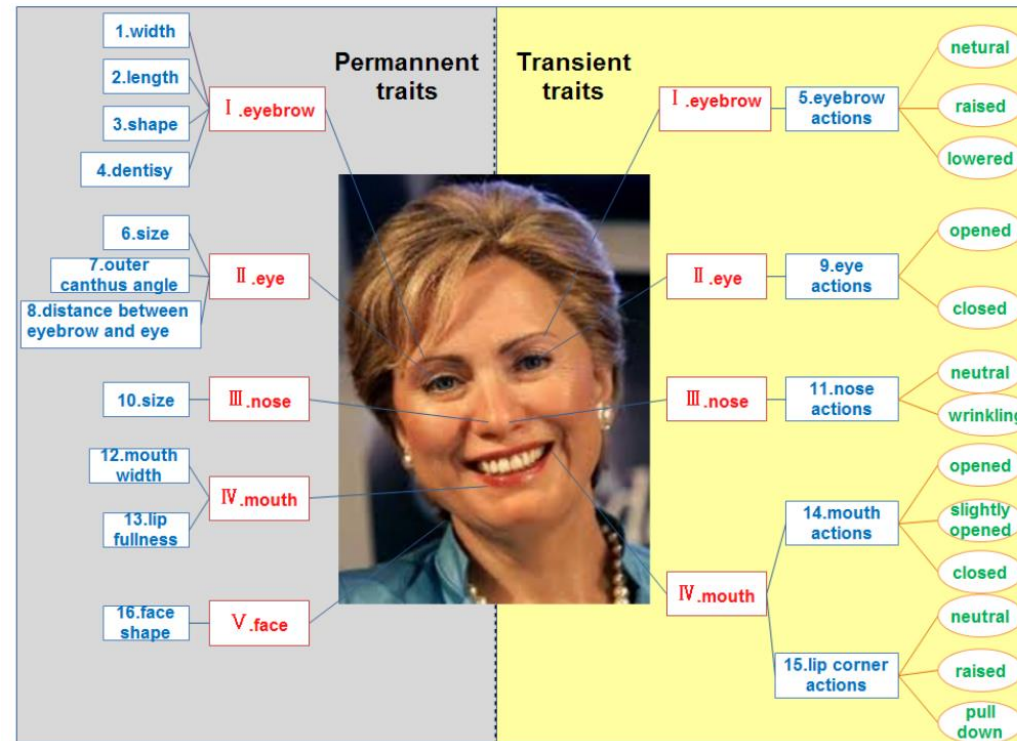 Permannent
traits
Transient
traits
1.width
2.length
3.shape
4.dentisy
Ⅰ.eyebrow
6.size
7.outer
canthus angle
8.distance between
eyebrow and eye
Ⅱ.eye
10.size
Ⅲ.nose
12.mouth
width
13.lip
fullness
Ⅳ.mouth
16.face
shape
Ⅴ.face
Ⅰ.eyebrow
5.eyebrow
actions
netural
raised
lowered
Ⅱ.eye
9.eye
actions
opened
closed
Ⅲ.nose
11.nose
actions
neutral
wrinkling
Ⅳ.mouth
14.mouth
actions
opened
slightly
opened
closed
15.lip corner
actions
neutral
raised
pull
down